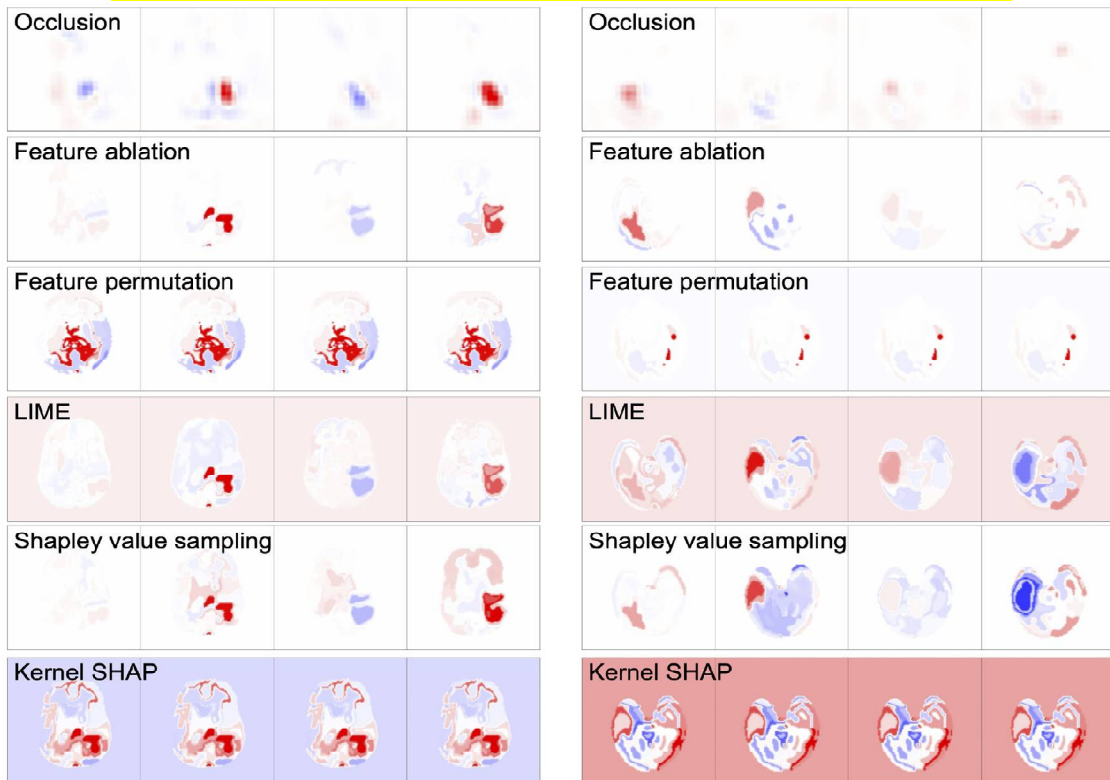 Occlusion
Feature ablation
Feature permutation
LIME
Shapley value sampling
Kernel SHAP
Occlusion
Feature ablation
Feature permutation
LIME
Shapley value sampling
Kernel SHAP